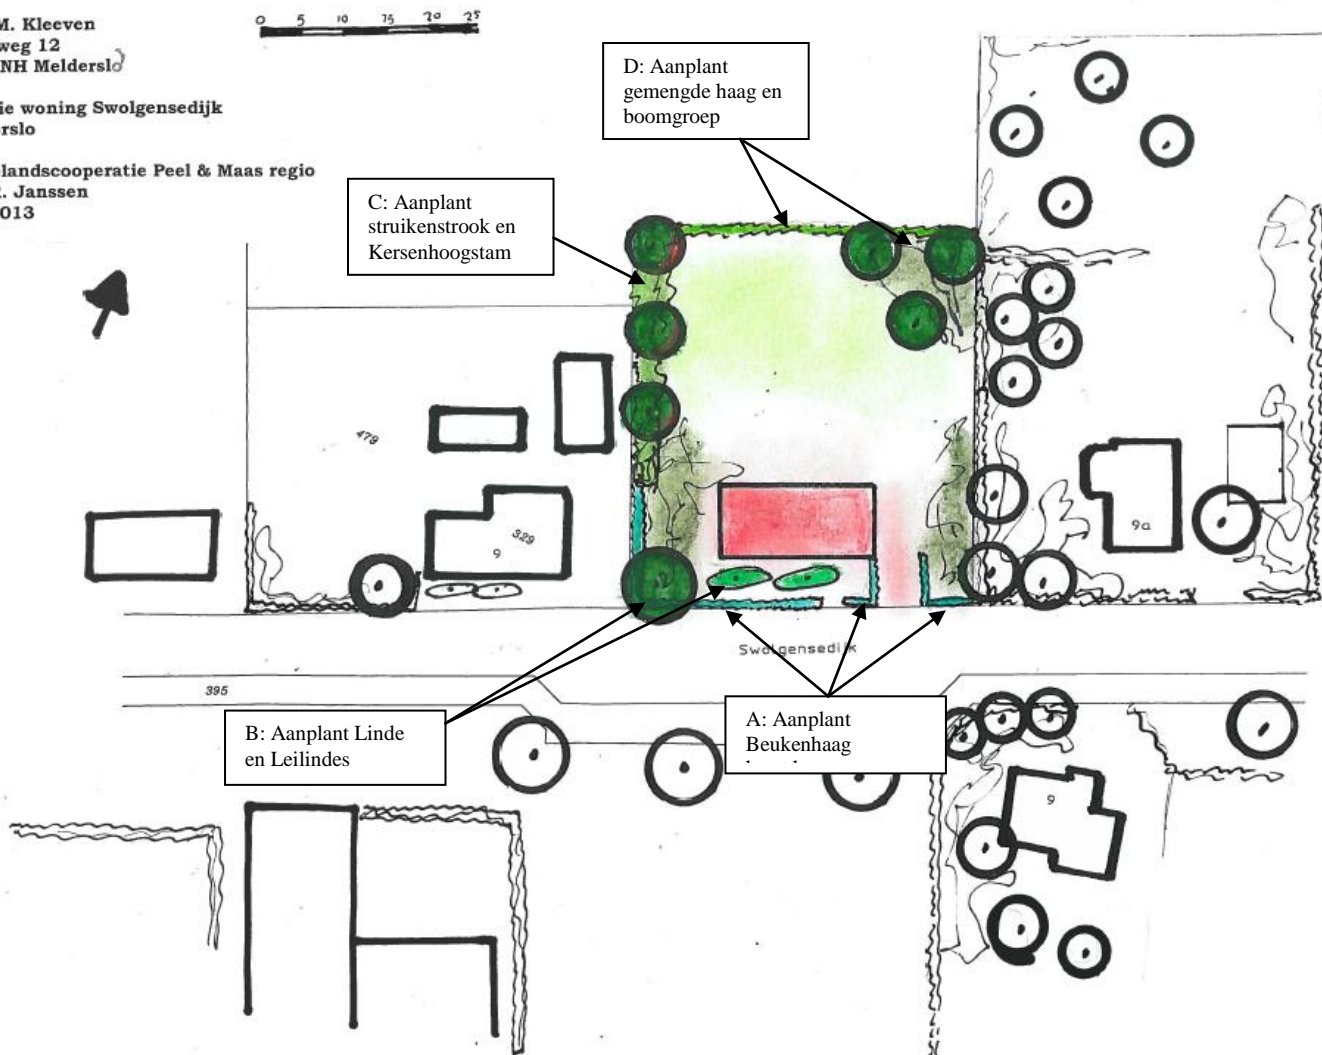 M. Kleeven
weg 12
NH Melderslo
ie woning Swolgensedijk
erslo
landscooperatie Peel & Maas regio
R. Janssen
013
0 5 10 15 20 25
D: Aanplant
gemengde haag en
boomgroep
C: Aanplant
struikenstrook en
Kersenhoogstam
479
329
9
9a
Swolgensedijk
395
B: Aanplant Linde
en Leilindes
A: Aanplant
Beukenhaag
9